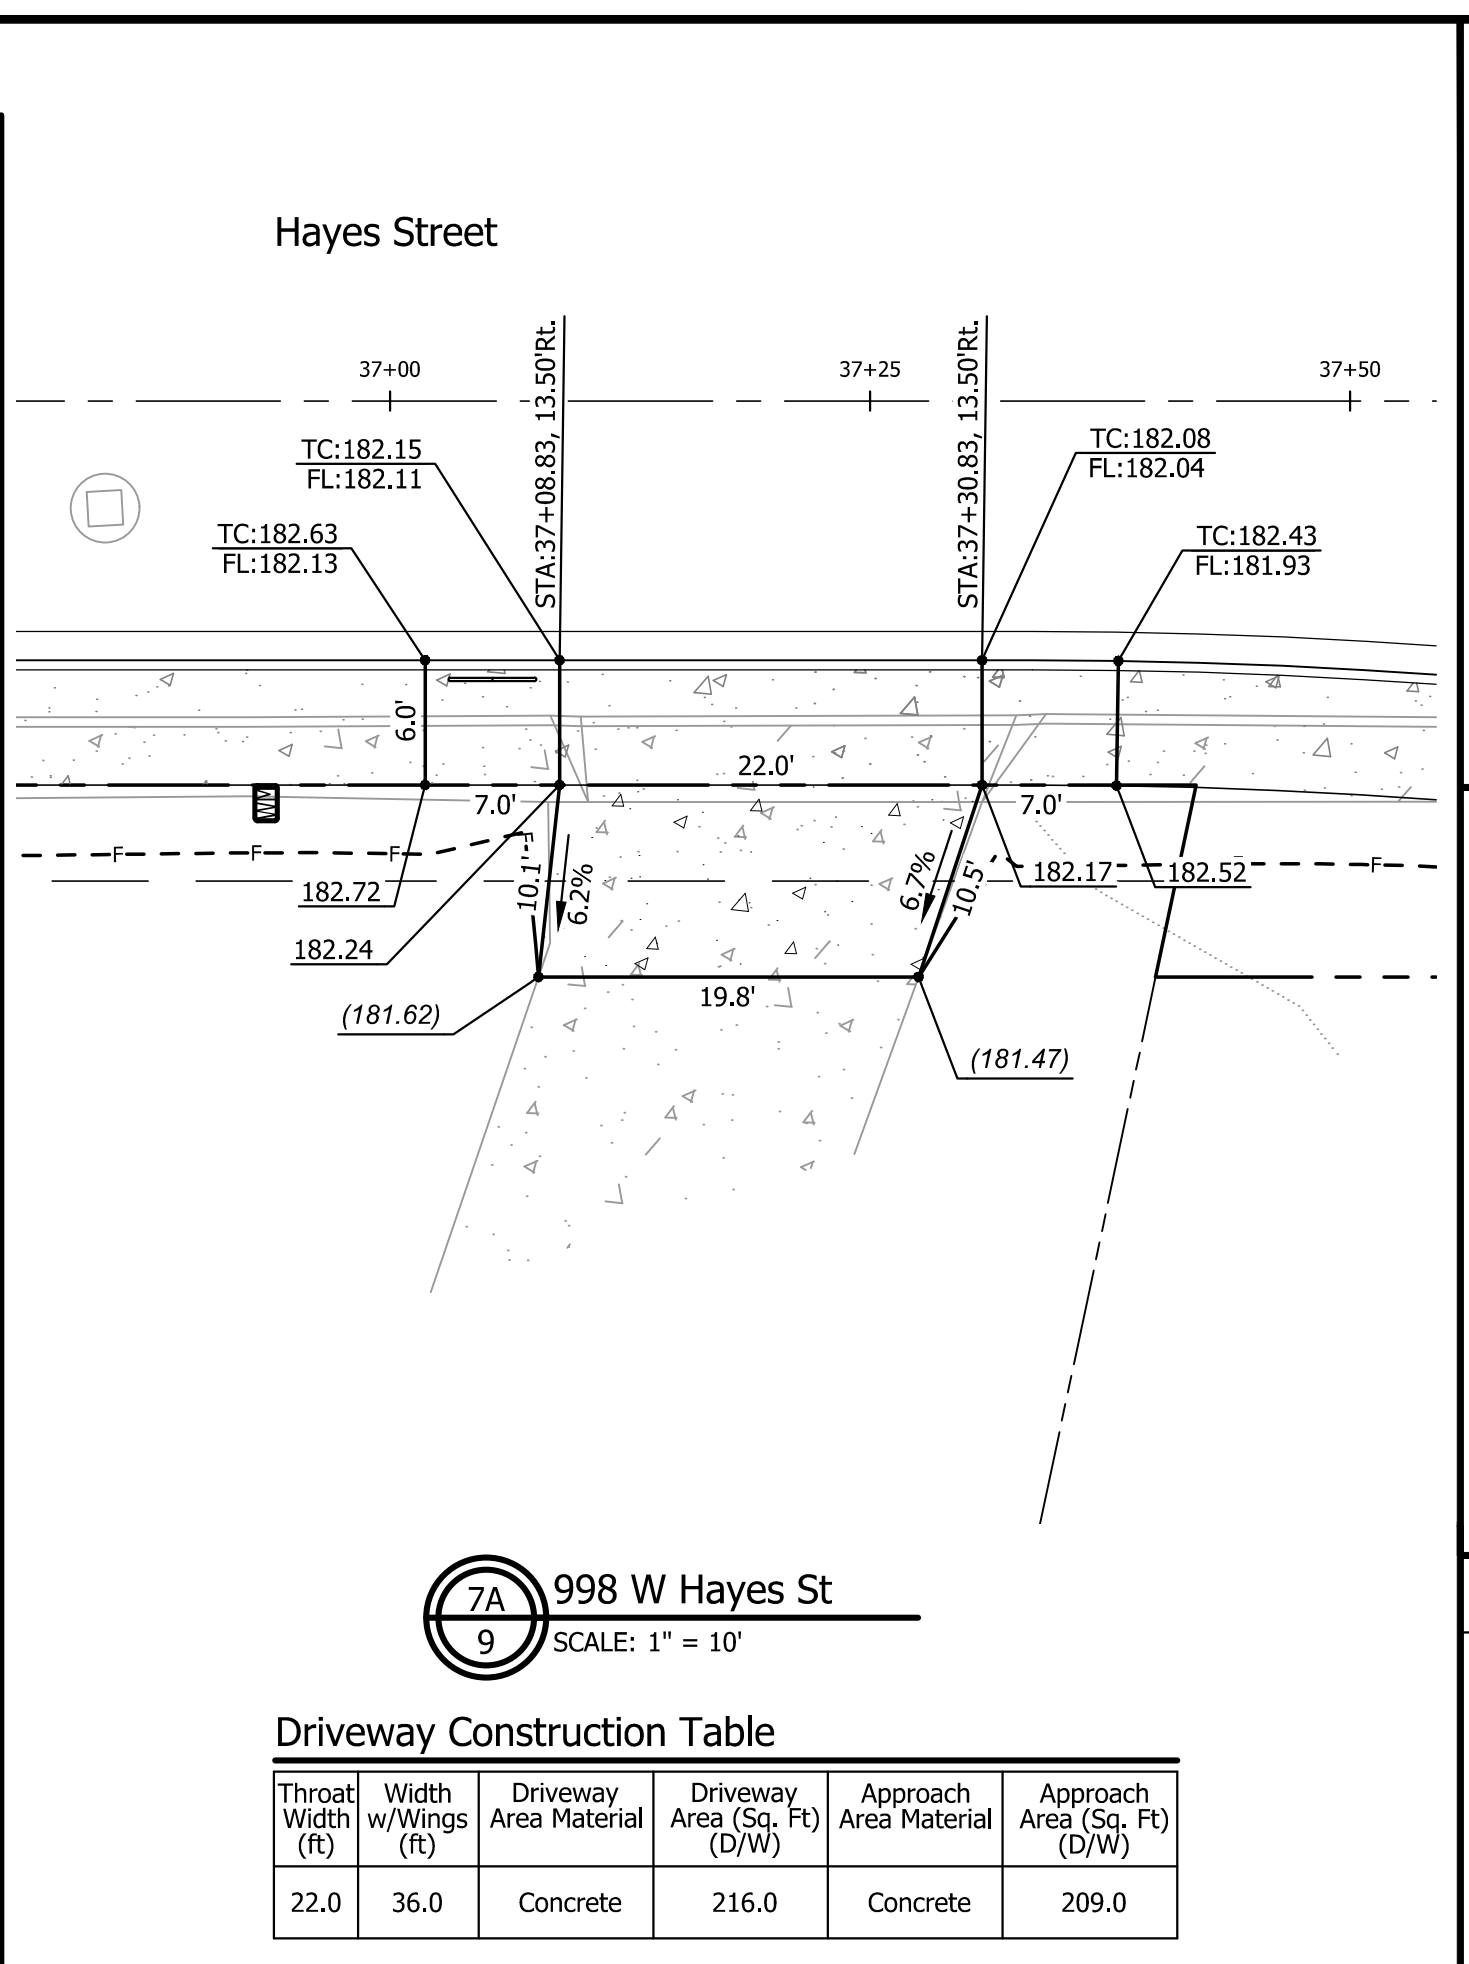 Hayes Street
37+00
37+25
37+50
STA:37+08.83, 13.50'Rt.
STA:37+30.83, 13.50'Rt.
TC:182.15
FL:182.11
TC:182.08
FL:182.04
TC:182.63
FL:182.13
TC:182.43
FL:181.93
6.0'
22.0'
7.0'
7.0'
F
F
F
F
F
F
10.1'
6.2%
6.7%
10.5'
182.72
182.17
182.52
182.24
19.8'
(181.62)
(181.47)
7A
9
998 W Hayes St
SCALE: 1" = 10'
Driveway Construction Table
Throat
Width
(ft)
Width
w/Wings
(ft)
Driveway
Area Material
Driveway
Area (Sq. Ft)
(D/W)
Approach
Area Material
Approach
Area (Sq. Ft)
(D/W)
22.0
36.0
Concrete
216.0
Concrete
209.0